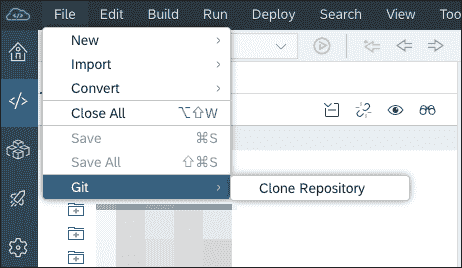 File Edit Build Run Deploy Search View Too
New
Import
Convert
Close All ⌥⇧W
Save ⌘S
Save All ⇧⌘S
Git Clone Repository